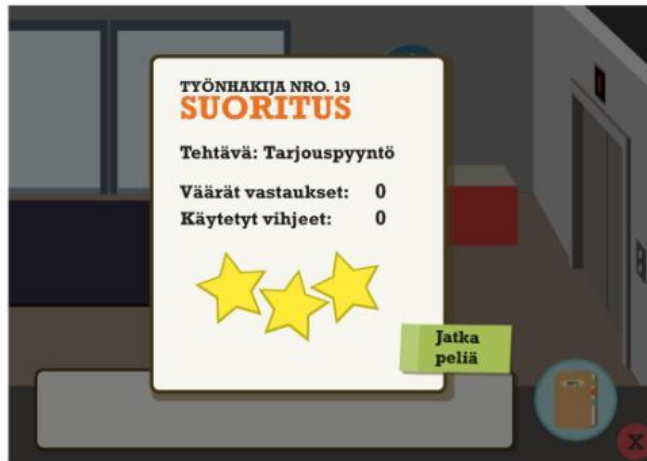 TYÖNHAKIJA NRO. 19
SUORITUS
Tehtävä: Tarjouspyyntö
Väärät vastaukset: 0
Käytetyt vihjeet: 0
Jatka
peliä
X